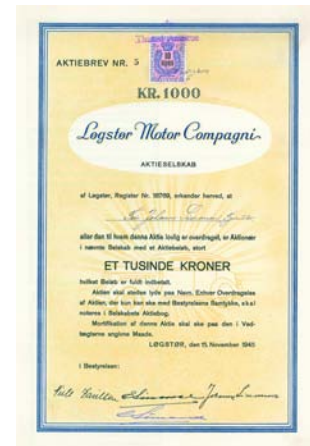 AKTIEBREV NR. 5
KR. 1000
Løgstør Motor Compagni
AKTIESELSKAB
af Løgstør, Register Nr. 16769, erkender herved, at
eller den til hvem denne Aktie lovlig er overdraget, er Aktionær
i nævnte Selskab med et Aktiebeløb, stort
ET TUSINDE KRONER
hvilket Beløb er fuldt indbetalt.
Aktien skal stedse lyde paa Navn. Enhver Overdragelse
af Aktien, der kun kan ske med Bestyrelsens Samtykke, skal
noteres i Selskabets Aktiebog.
Mortifikation af denne Aktie skal ske paa den i Ved-
tægterne angivne Maade.
LØGSTØR, den 15. November 1940
I Bestyrelsen: